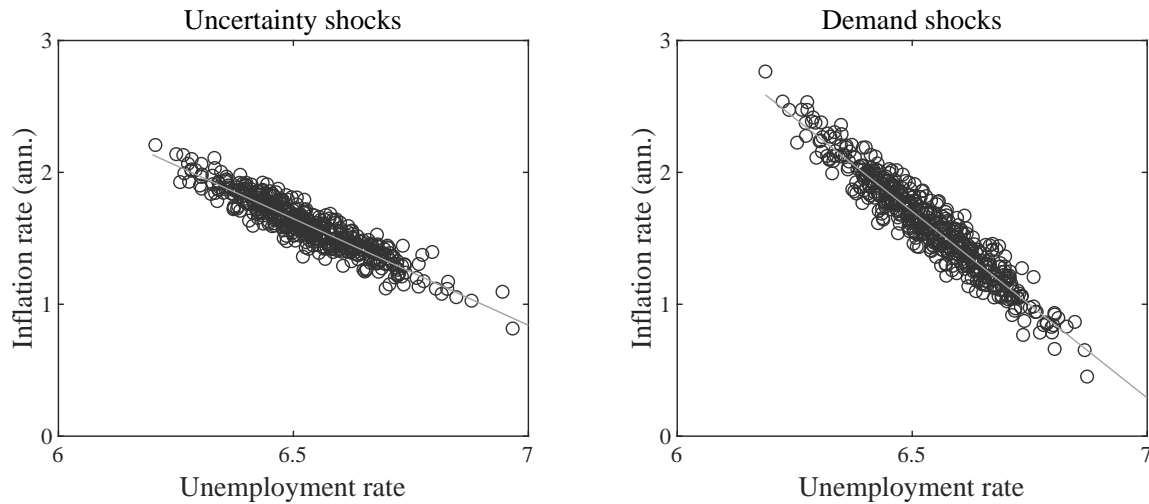 Uncertainty shocks
3
2
1
0
Inflation rate (ann.)
6
6.5
7
Unemployment rate
Demand shocks
3
2
1
0
Inflation rate (ann.)
6
6.5
7
Unemployment rate